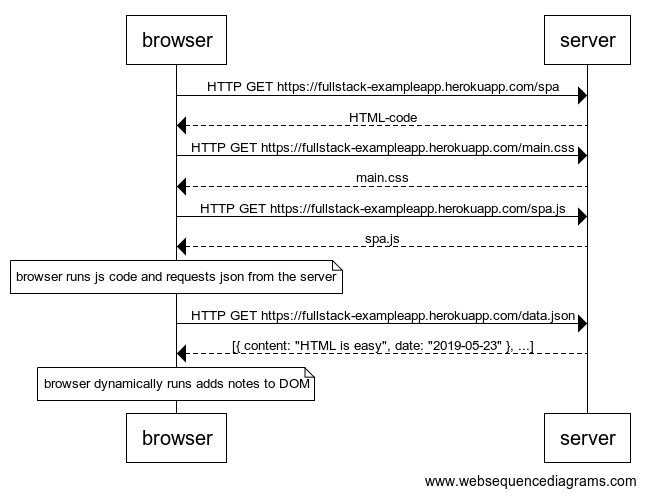 browser
server
HTTP GET https://fullstack-exampleapp.herokuapp.com/spa
HTML-code
HTTP GET https://fullstack-exampleapp.herokuapp.com/main.css
main.css
HTTP GET https://fullstack-exampleapp.herokuapp.com/spa.js
spa.js
browser runs js code and requests json from the server
HTTP GET https://fullstack-exampleapp.herokuapp.com/data.json
[{ content: "HTML is easy", date: "2019-05-23" }, ...]
browser dynamically runs adds notes to DOM
browser
server
www.websequencediagrams.com